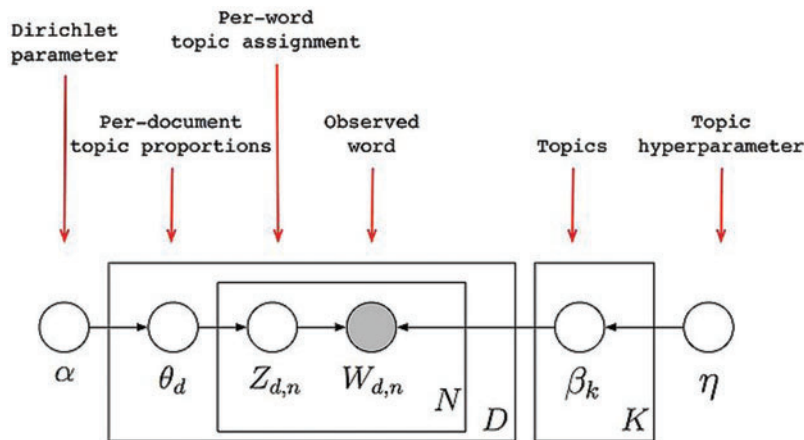 Dirichlet
parameter
Per-word
topic assignment
Per-document
topic proportions
Observed
word
Topics
Topic
hyperparameter
α
θd
Zd,n
Wd,n
N
D
βk
K
η